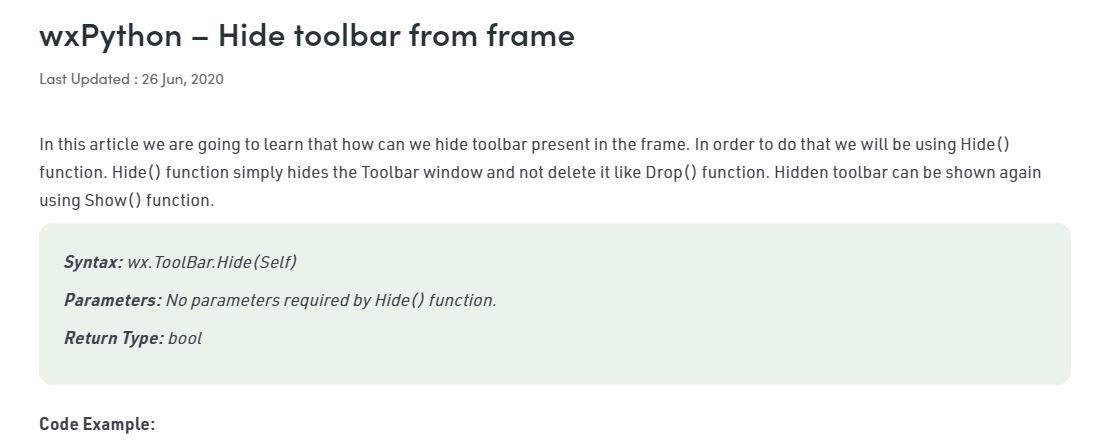 wxPython – Hide toolbar from frame
Last Updated : 26 Jun, 2020
In this article we are going to learn that how can we hide toolbar present in the frame. In order to do that we will be using Hide()
function. Hide() function simply hides the Toolbar window and not delete it like Drop() function. Hidden toolbar can be shown again
using Show() function.
Syntax: wx.ToolBar.Hide(Self)
Parameters: No parameters required by Hide() function.
Return Type: bool
Code Example: